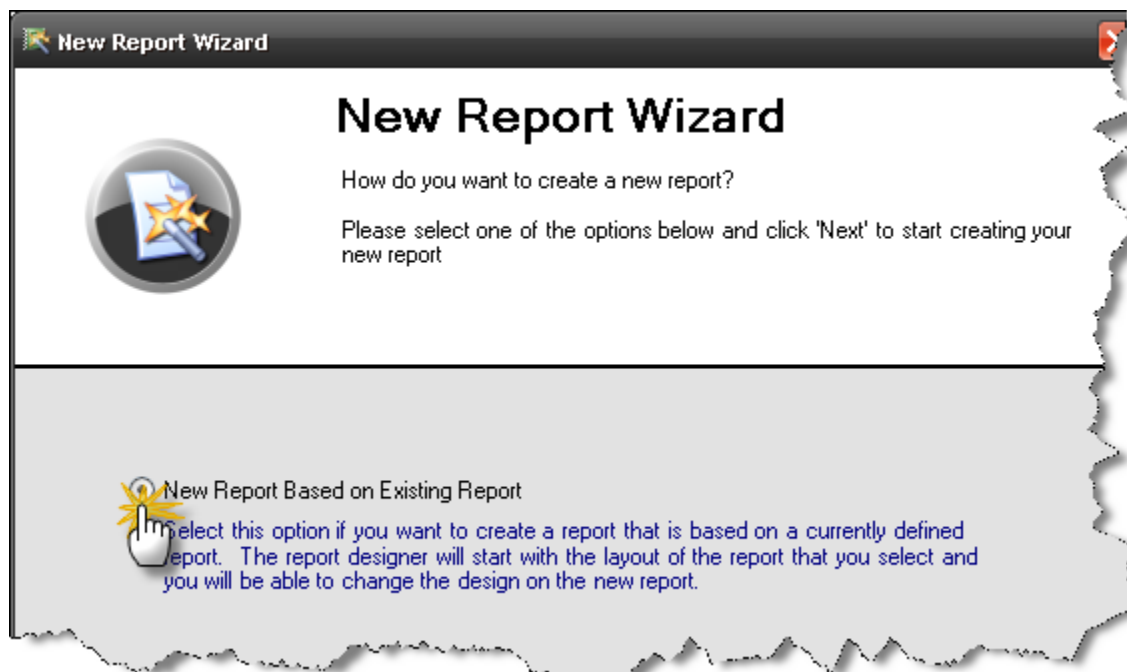 New Report Wizard
New Report Wizard
How do you want to create a new report?
Please select one of the options below and click 'Next' to start creating your
new report
New Report Based on Existing Report
Select this option if you want to create a report that is based on a currently defined
report. The report designer will start with the layout of the report that you select and
you will be able to change the design on the new report.